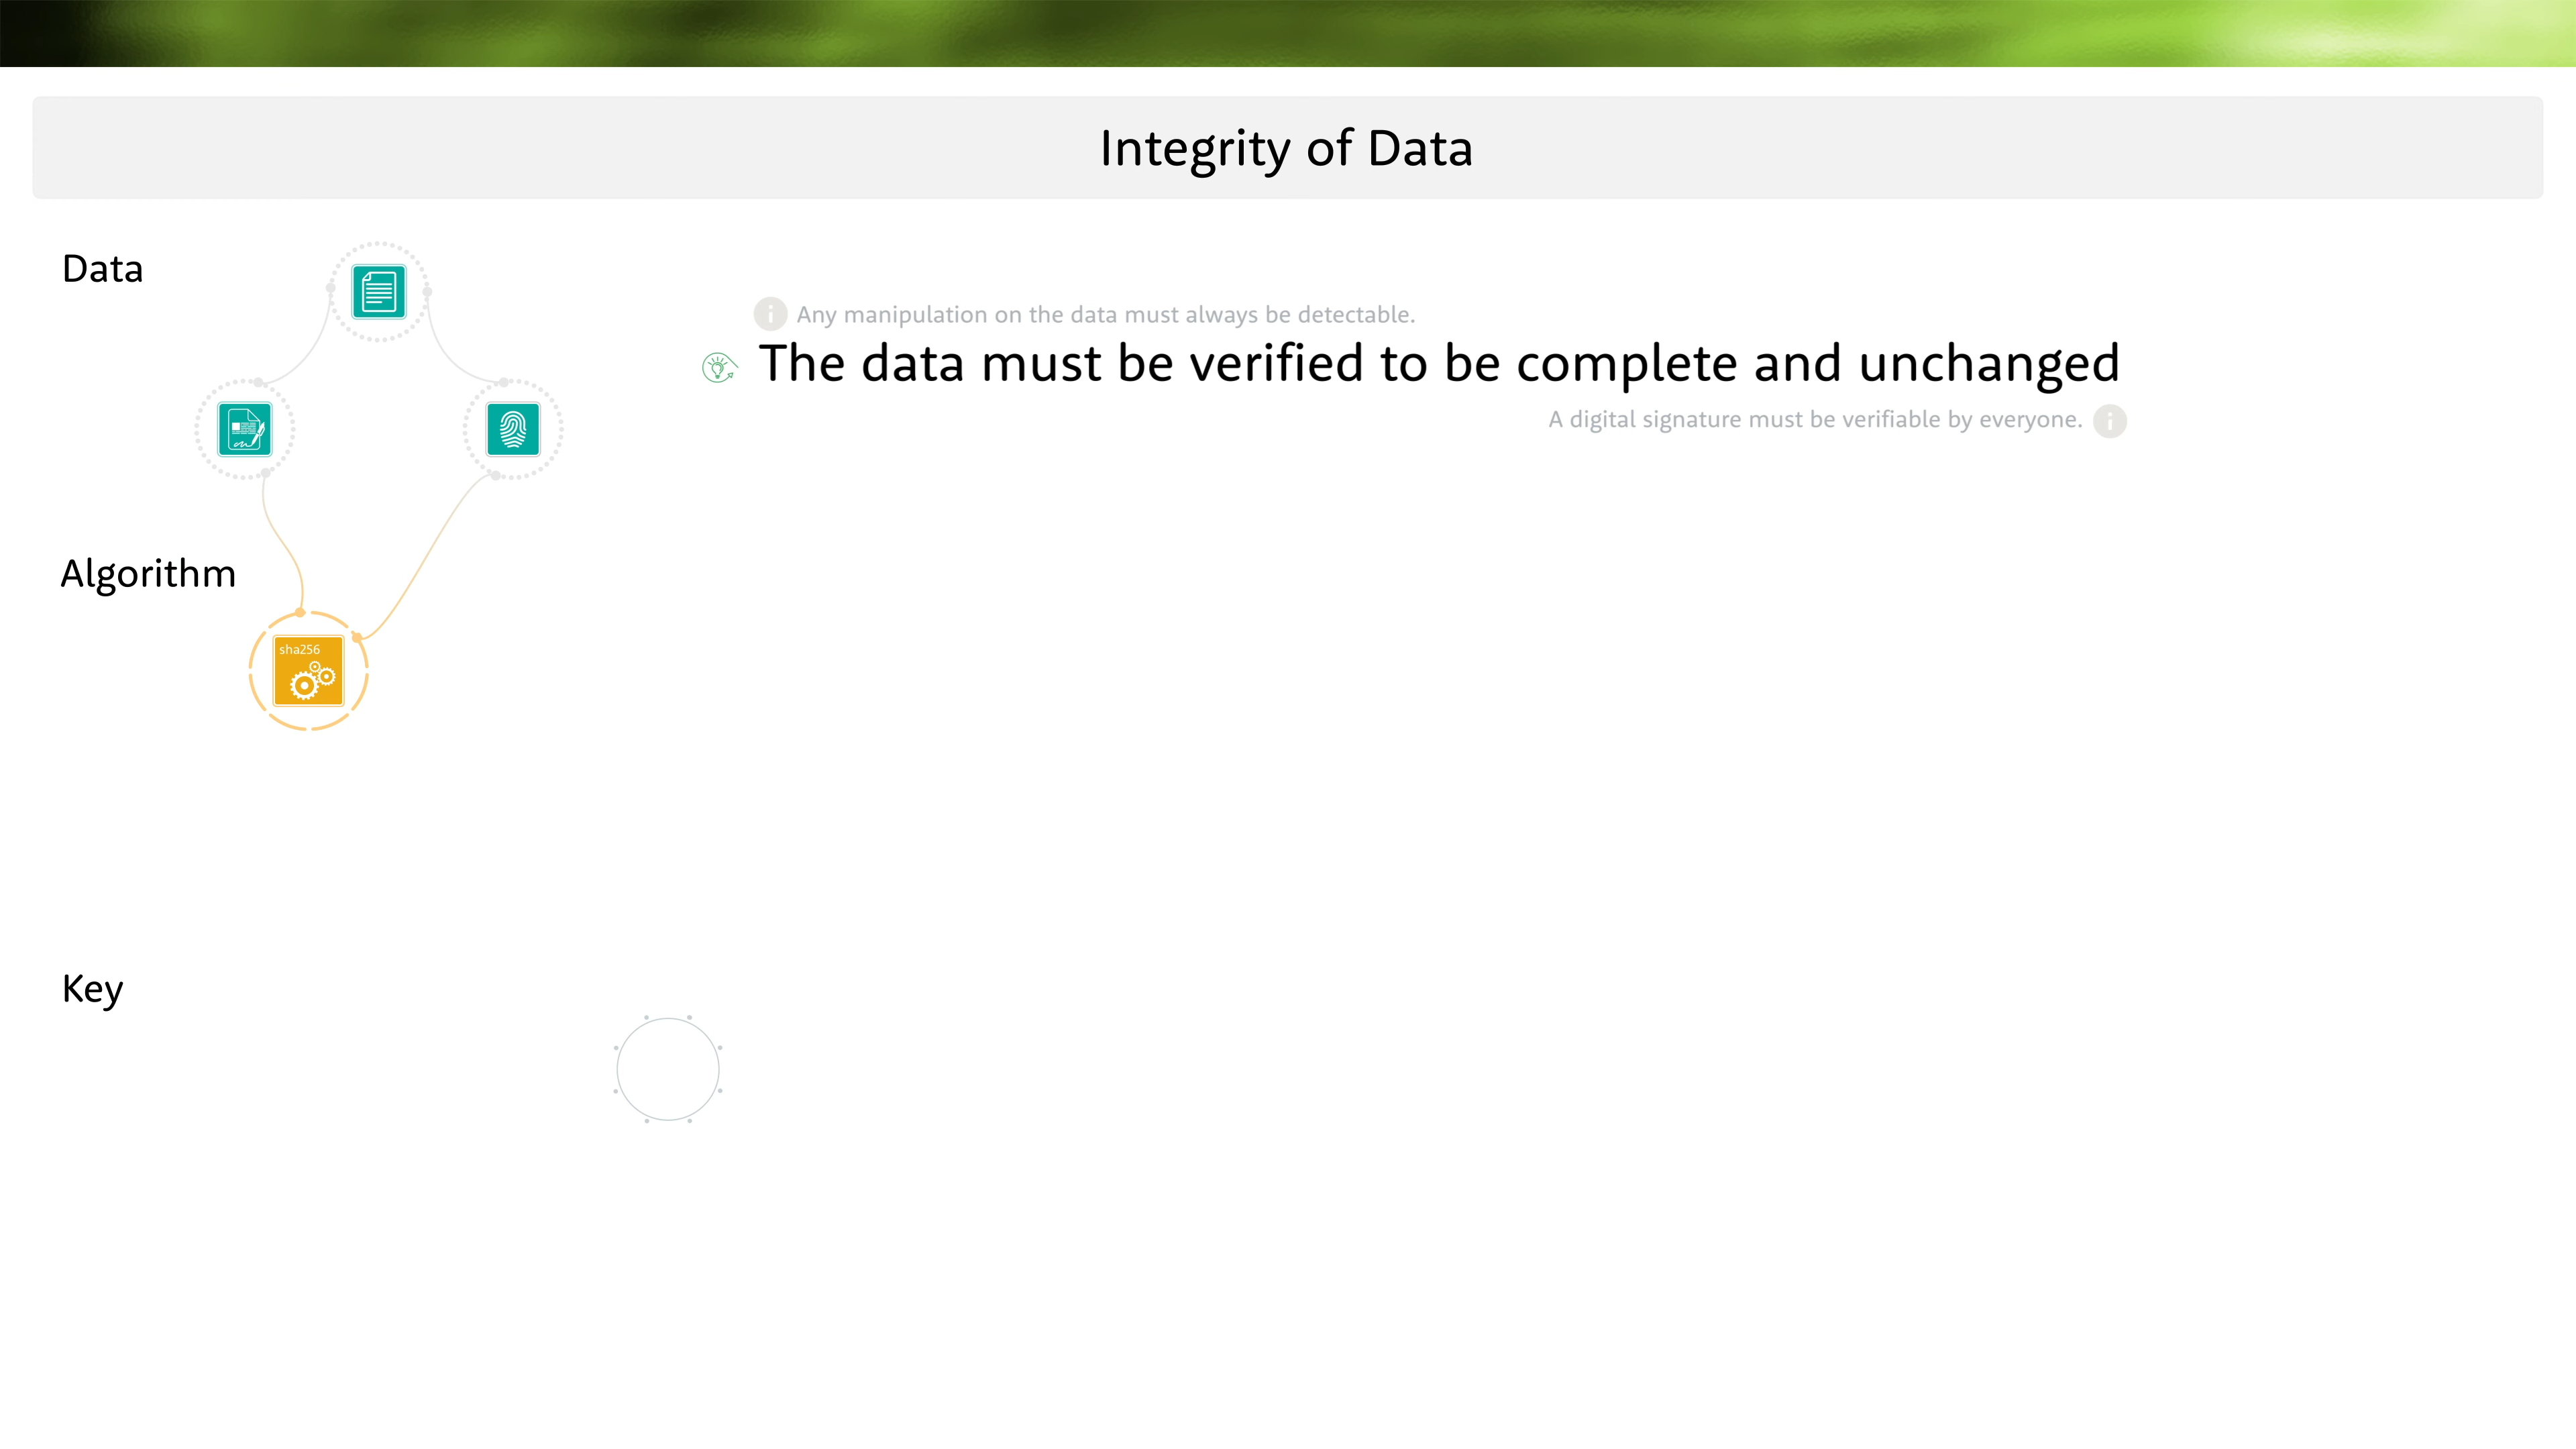 Integrity of Data
Data
Any manipulation on the data must always be detectable.
The data must be verified to be complete and unchanged
A digital signature must be verifiable by everyone.
Algorithm
sha256
Key